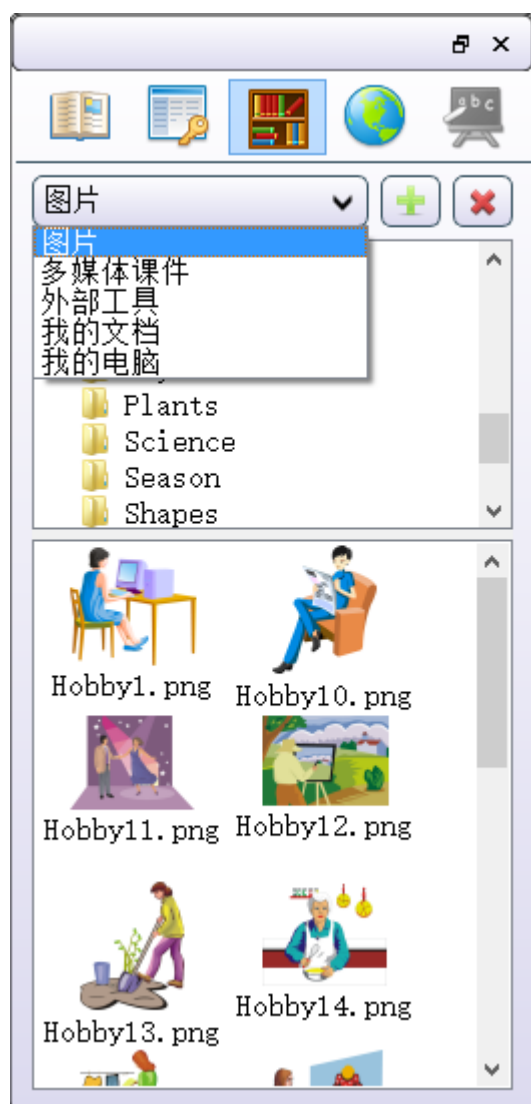 图片
图片
多媒体课件
外部工具
我的文档
我的电脑
Plants
Science
Season
Shapes
Hobby1.png
Hobby10.png
Hobby11.png
Hobby12.png
Hobby13.png
Hobby14.png